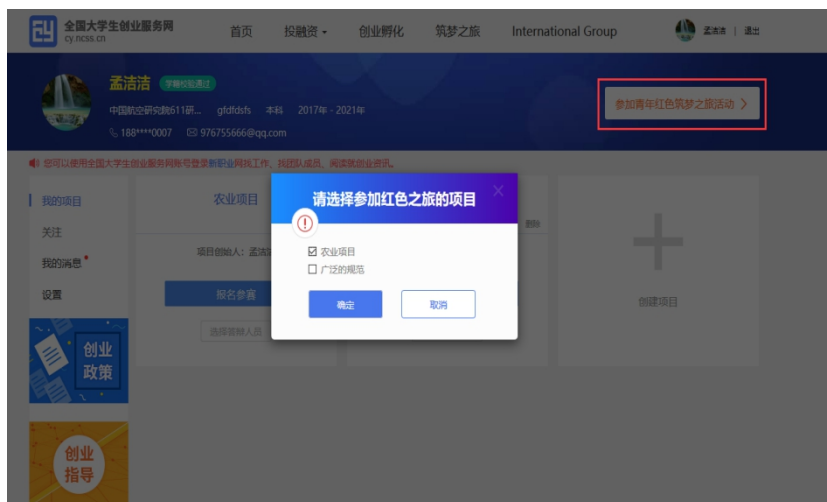 全国大学生创业服务网
cy.ncss.cn
首页 投融资 创业孵化 筑梦之旅 International Group 孟洁洁 | 退出
孟洁洁 学籍校验通过
中国航空研究院611研... gfdfdsfs 本科 2017年 - 2021年
188****0007 976755666@qq.com
参加青年红色筑梦之旅活动 >
您可以使用全国大学生创业服务网账号登录新职业网找工作、找团队成员、阅读就创业资讯。
我的项目
关注
我的消息
设置
创业
政策
创业
指导
农业项目
项目创始人：孟洁
报名参赛
选择答辩人员
删除
创建项目
请选择参加红色之旅的项目
农业项目
广泛的规范
确定 取消